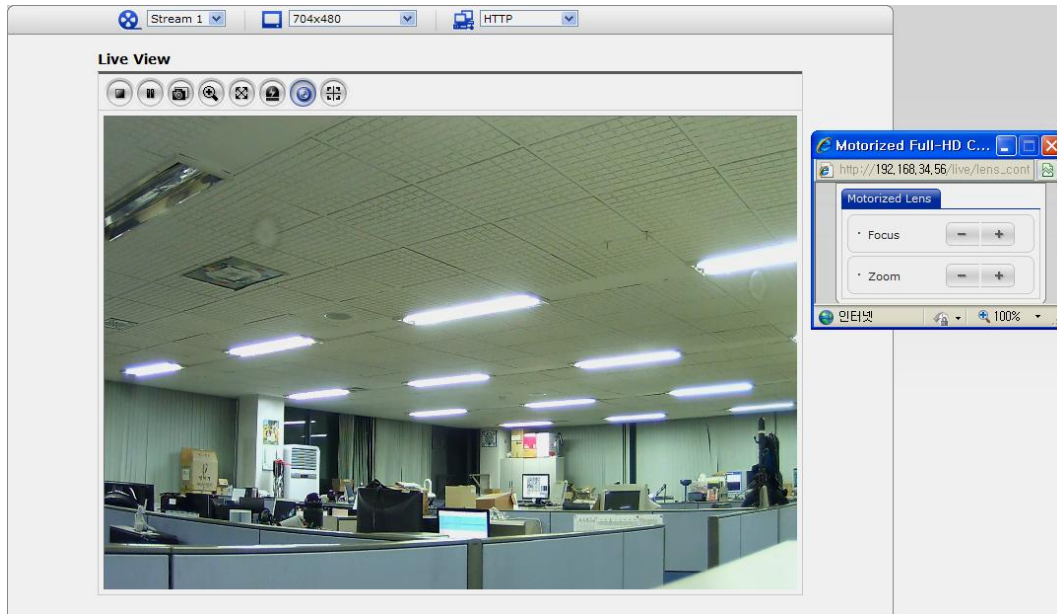 Stream 1
704x480
HTTP
Live View
Motorized Full-HD C...
http://192,168,34,56/live/lens_cont
Motorized Lens
· Focus
− +
· Zoom
− +
인터넷
100%